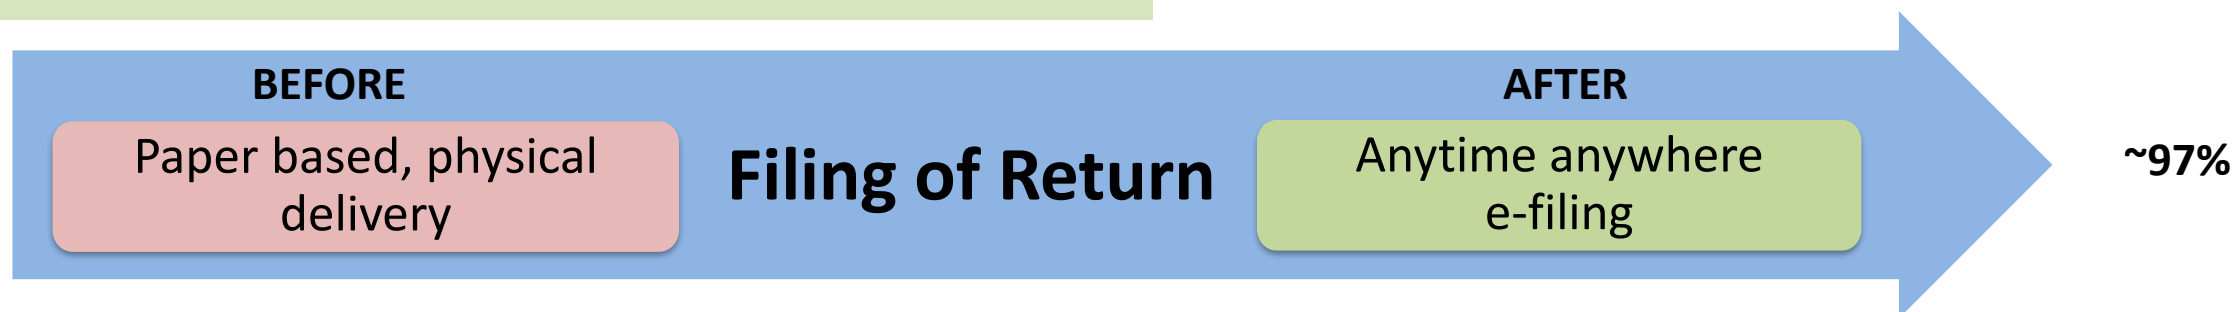 BEFORE
Paper based, physical
delivery
Filing of Return
AFTER
Anytime anywhere
e-filing
~97%